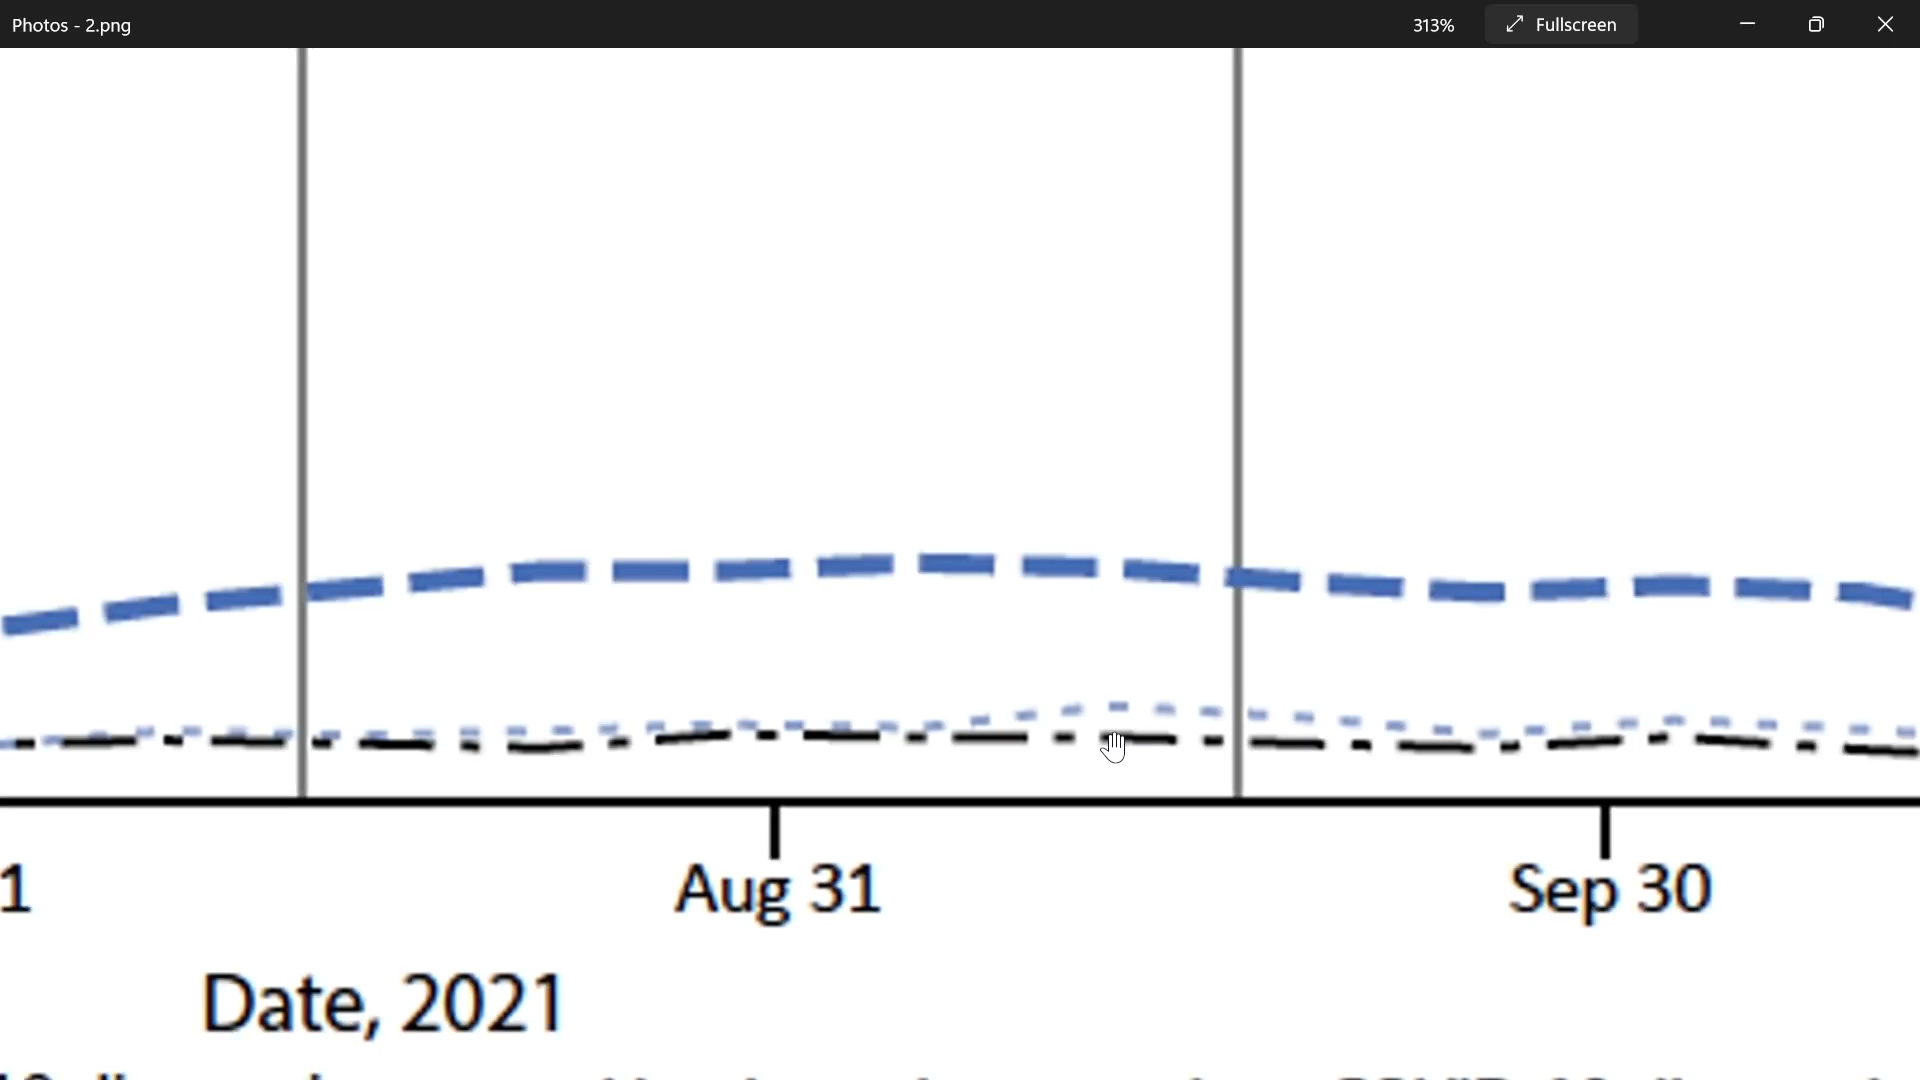 Photos - 2.png
313%
Fullscreen
1
Aug 31
Sep 30
Date, 2021